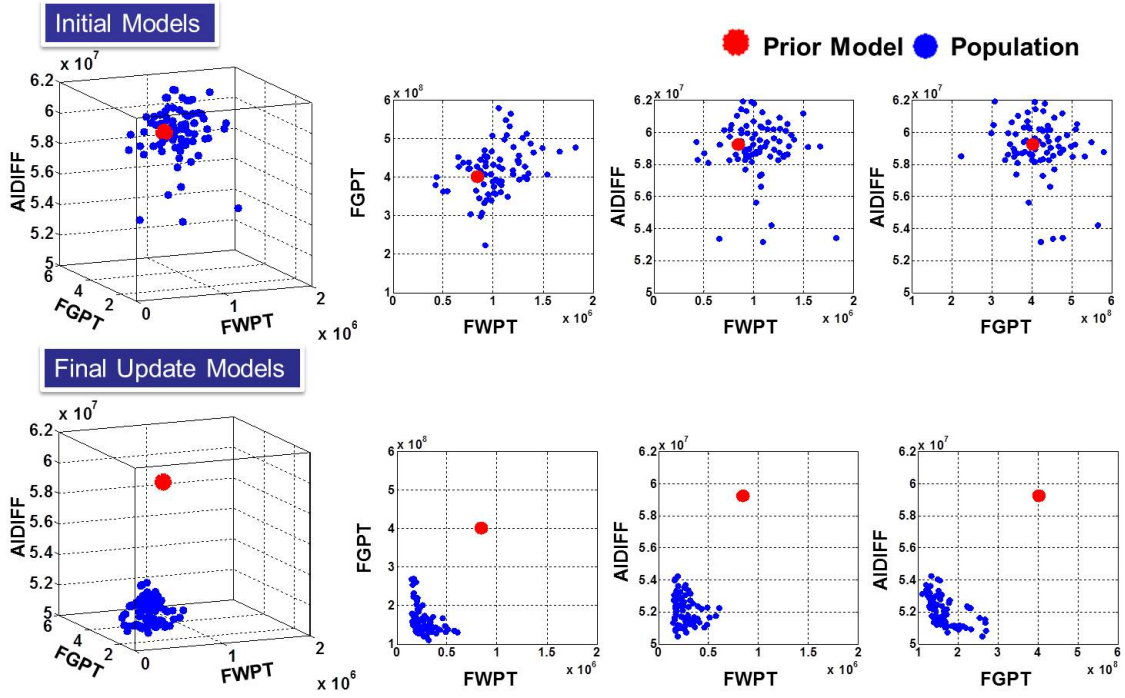 Initial Models
Prior Model Population
x 10^7
6.2
6
5.8
5.6
5.4
5.2
5
6
4
2
0
1
2
AIDIFF
FGPT
FWPT
x 10^6
x 10^8
6
5
4
3
2
1
0
0.5
1
1.5
2
FGPT
FWPT
x 10^6
x 10^7
6.2
6
5.8
5.6
5.4
5.2
5
0
0.5
1
1.5
2
AIDIFF
FWPT
x 10^6
x 10^7
6.2
6
5.8
5.6
5.4
5.2
5
1
2
3
4
5
6
AIDIFF
FGPT
x 10^8
Final Update Models
x 10^7
6.2
6
5.8
5.6
5.4
5.2
5
6
4
2
0
1
2
AIDIFF
FGPT
FWPT
x 10^6
x 10^8
6
5
4
3
2
1
0
0.5
1
1.5
2
FGPT
FWPT
x 10^6
x 10^7
6.2
6
5.8
5.6
5.4
5.2
5
0
0.5
1
1.5
2
AIDIFF
FWPT
x 10^6
x 10^7
6.2
6
5.8
5.6
5.4
5.2
5
1
2
3
4
5
6
AIDIFF
FGPT
x 10^8